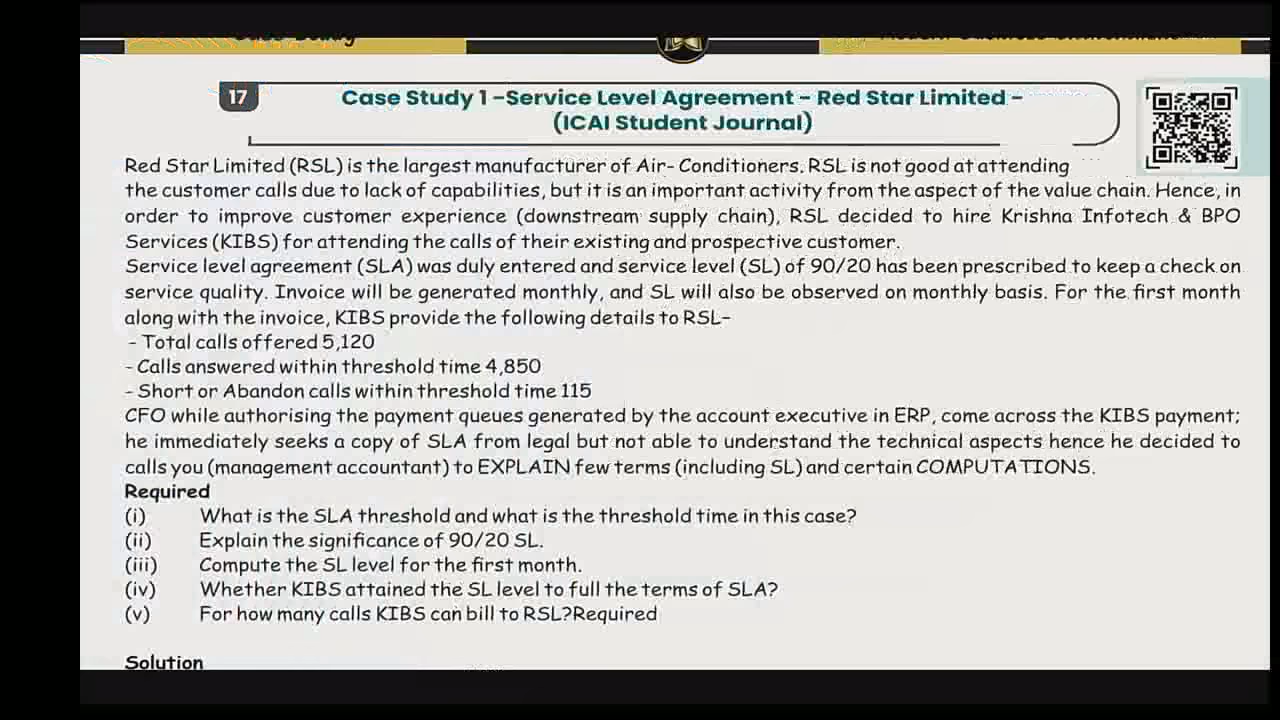 17
Case Study 1 -Service Level Agreement - Red Star Limited -
(ICAI Student Journal)
Red Star Limited (RSL) is the largest manufacturer of Air- Conditioners. RSL is not good at attending
the customer calls due to lack of capabilities, but it is an important activity from the aspect of the value chain. Hence, in
order to improve customer experience (downstream supply chain), RSL decided to hire Krishna Infotech & BPO
Services (KIBS) for attending the calls of their existing and prospective customer.
Service level agreement (SLA) was duly entered and service level (SL) of 90/20 has been prescribed to keep a check on
service quality. Invoice will be generated monthly, and SL will also be observed on monthly basis. For the first month
along with the invoice, KIBS provide the following details to RSL-
- Total calls offered 5,120
- Calls answered within threshold time 4,850
- Short or Abandon calls within threshold time 115
CFO while authorising the payment queues generated by the account executive in ERP, come across the KIBS payment;
he immediately seeks a copy of SLA from legal but not able to understand the technical aspects hence he decided to
calls you (management accountant) to EXPLAIN few terms (including SL) and certain COMPUTATIONS.
Required
(i) What is the SLA threshold and what is the threshold time in this case?
(ii) Explain the significance of 90/20 SL.
(iii) Compute the SL level for the first month.
(iv) Whether KIBS attained the SL level to full the terms of SLA?
(v) For how many calls KIBS can bill to RSL?Required
Solution